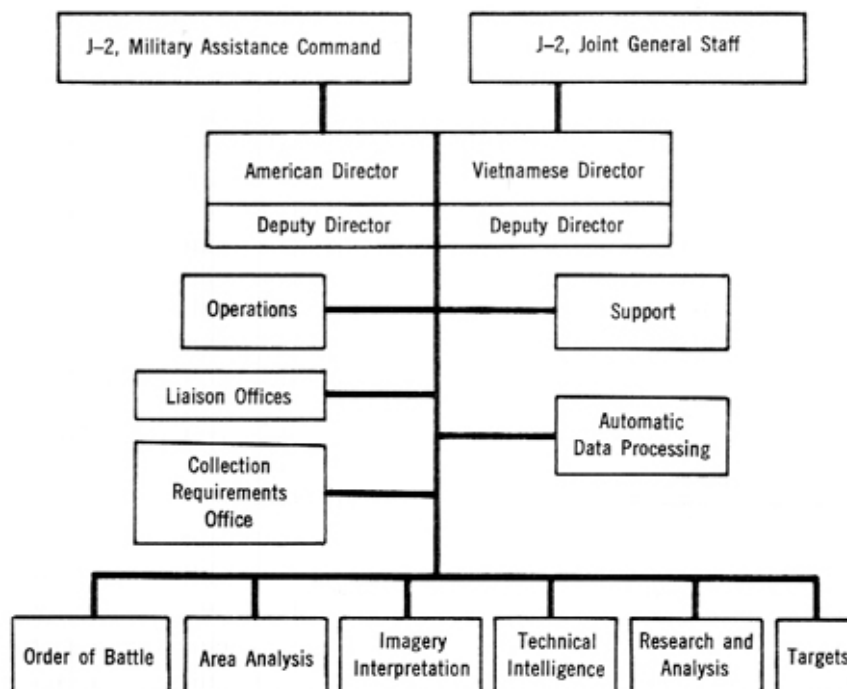 J–2, Military Assistance Command
J–2, Joint General Staff
American Director
Vietnamese Director
Deputy Director
Deputy Director
Operations
Support
Liaison Offices
Automatic
Data Processing
Collection
Requirements
Office
Order of Battle
Area Analysis
Imagery
Interpretation
Technical
Intelligence
Research and
Analysis
Targets